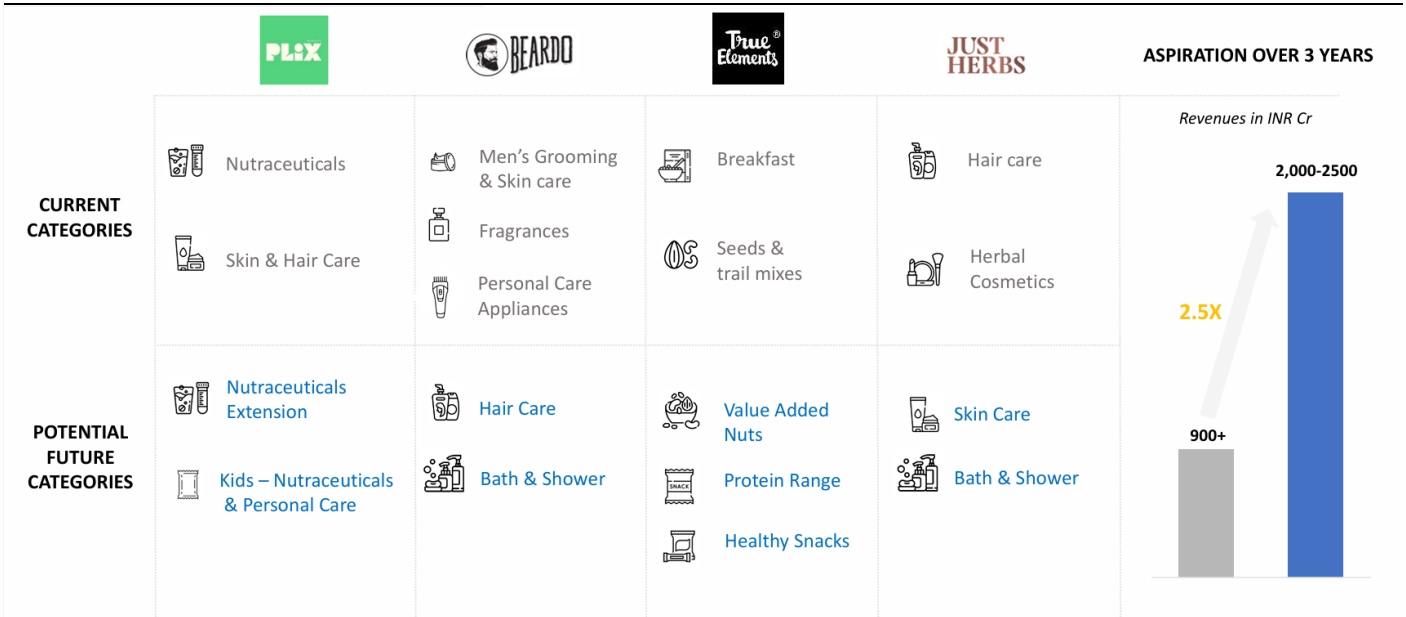 PLiX
BEARDO
True
Elements
®
JUST
HERBS
ASPIRATION OVER 3 YEARS
CURRENT
CATEGORIES
Nutraceuticals
Skin & Hair Care
Men's Grooming
& Skin care
Fragrances
B
Personal Care
Appliances
Breakfast
Seeds &
trail mixes
Hair care
Herbal
Cosmetics
Revenues in INR Cr
2,000-2500
2.5X
900+
POTENTIAL
FUTURE
CATEGORIES
Nutraceuticals
Extension
Kids – Nutraceuticals
& Personal Care
Hair Care
Bath & Shower
Value Added
Nuts
SNACK
Protein Range
Healthy Snacks
Skin Care
Bath & Shower